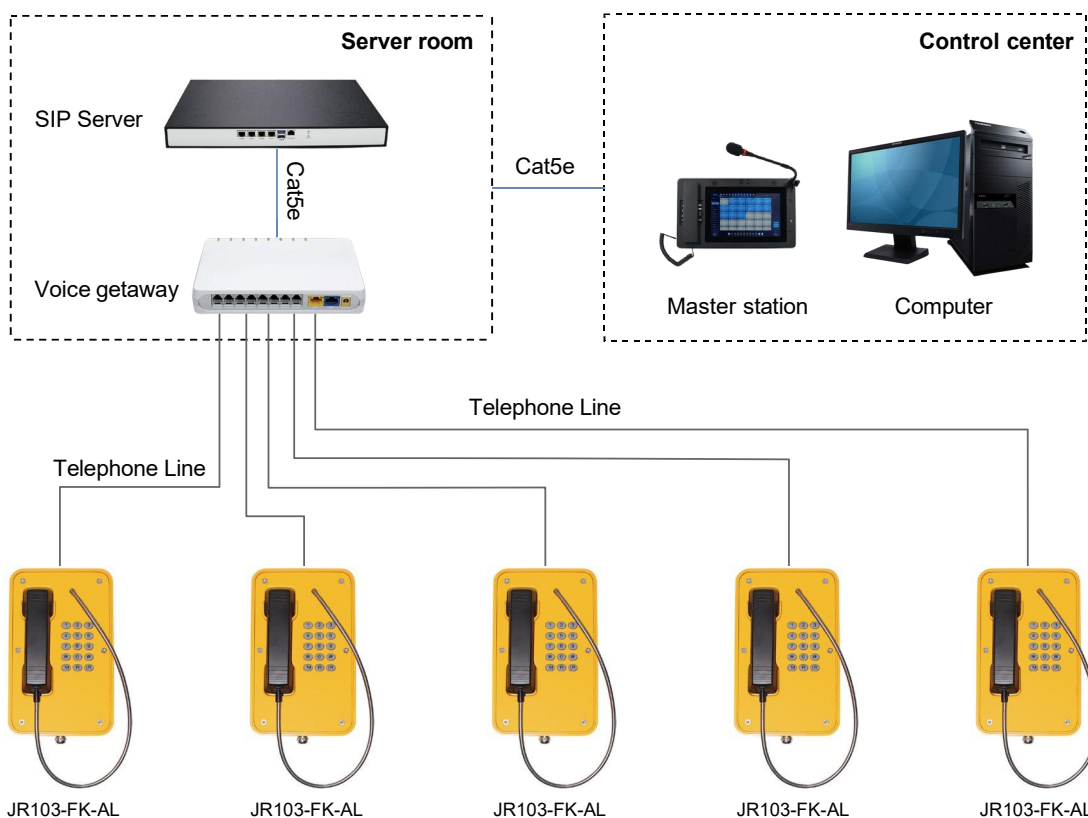 Server room
Control center
SIP Server
Cat5e
Cat5e
Voice getaway
Master station
Computer
Telephone Line
Telephone Line
JR103-FK-AL
JR103-FK-AL
JR103-FK-AL
JR103-FK-AL
JR103-FK-AL